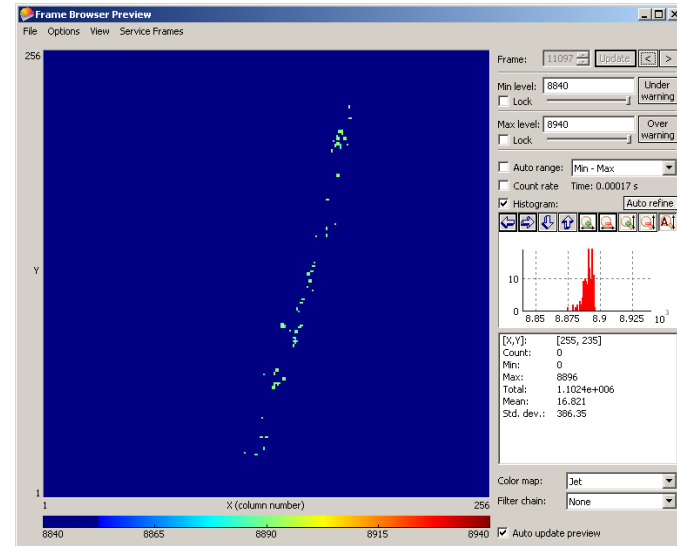 Frame Browser Preview
File Options View Service Frames
256
Y
1
1 X (column number) 256
8840 8865 8890 8915 8940
Frame: 11097 Update < >
Min level: 8840 Under warning
Lock
Max level: 8940 Over warning
Lock
Auto range: Min - Max
Count rate Time: 0.00017 s
Histogram: Auto refine
10
0
8.85 8.875 8.9 8.925 10 3
[X,Y]: [255, 235]
Count: 0
Min: 0
Max: 8896
Total: 1.1024e+006
Mean: 16.821
Std. dev.: 386.35
Color map: Jet
Filter chain: None
Auto update preview